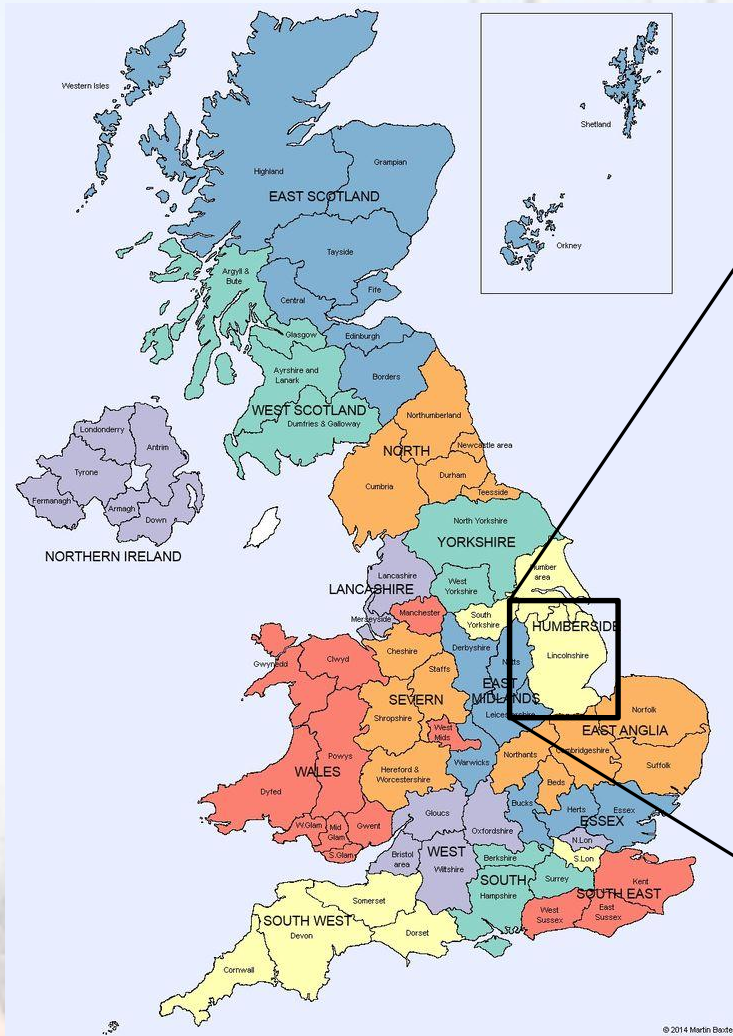 Western Isles
Shetland
Highland
Grampian
EAST SCOTLAND
Orkney
Tayside
Argyll &
Bute
Central
Fife
Glasgow
Edinburgh
Ayrshire and
Lanark
Borders
WEST SCOTLAND
Dumfries & Galloway
Northumberland
Londonderry
Antrim
Newcastle area
NORTH
Tyrone
Durham
Cumbria
Teesside
Fermanagh
Armagh
Down
North Yorkshire
NORTHERN IRELAND
YORKSHIRE
Lancashire
LANCASHIRE
West
Yorkshire
Humber
area
Merseyside
Manchester
South
Yorkshire
HUMBERSIDE
Gwynedd
Clwyd
Cheshire
Derbyshire
Notts
Lincolnshire
Staffs
EAST
MIDLANDS
SEVERN
Shropshire
Leicestershire
Norfolk
West
Mids
EAST ANGLIA
Powys
WALES
Warwicks
Northants
Cambridgeshire
Suffolk
Dyfed
Hereford &
Worcestershire
Beds
Bucks
Herts
Essex
ESSEX
W.Glam
Mid
Glam
Gwent
S.Glam
Gloucs
Oxfordshire
N.Lon
S.Lon
Bristol
area
WEST
Wiltshire
Berkshire
SOUTH
Surrey
Hampshire
Kent
SOUTH EAST
West
Sussex
East
Sussex
Somerset
SOUTH WEST
Devon
Dorset
Cornwall
© 2014 Martin Baxte